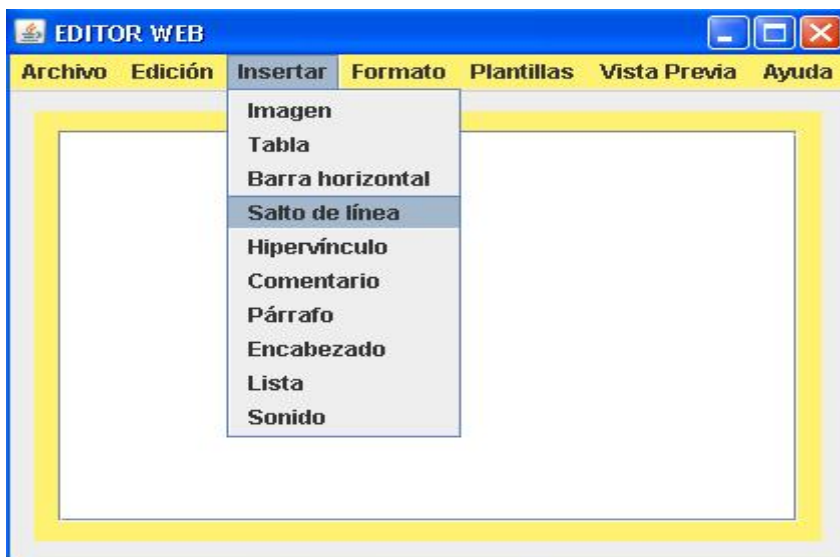 EDITOR WEB
Archivo Edición Insertar Formato Plantillas Vista Previa Ayuda
Imagen
Tabla
Barra horizontal
Salto de línea
Hipervínculo
Comentario
Párrafo
Encabezado
Lista
Sonido